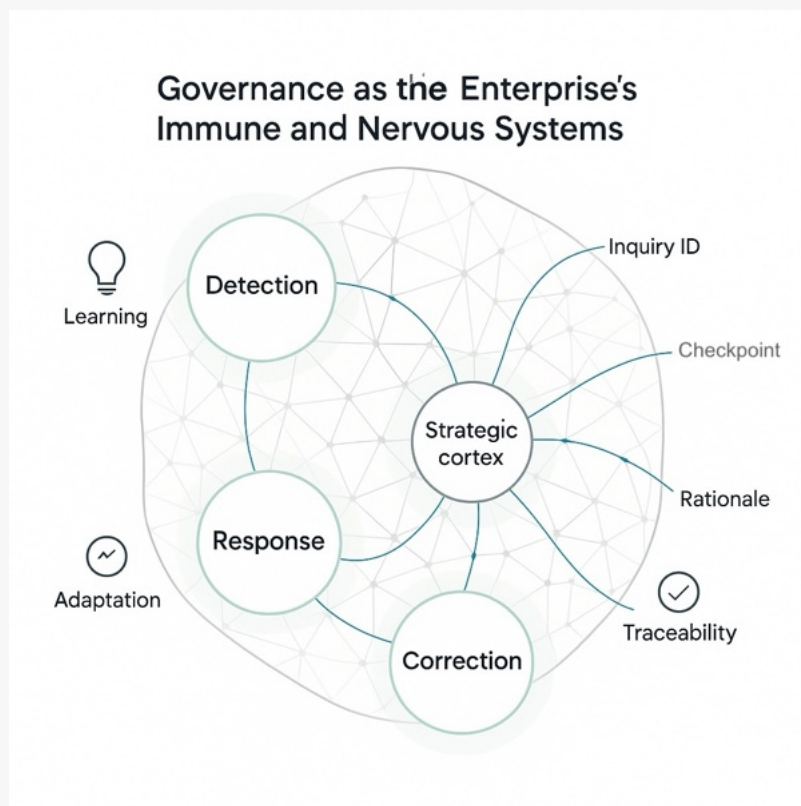 Governance as the Enterprise's
Immune and Nervous Systems
Detection
Learning
Inquiry ID
Checkpoint
Strategic
cortex
Rationale
Response
Adaptation
Traceability
Correction